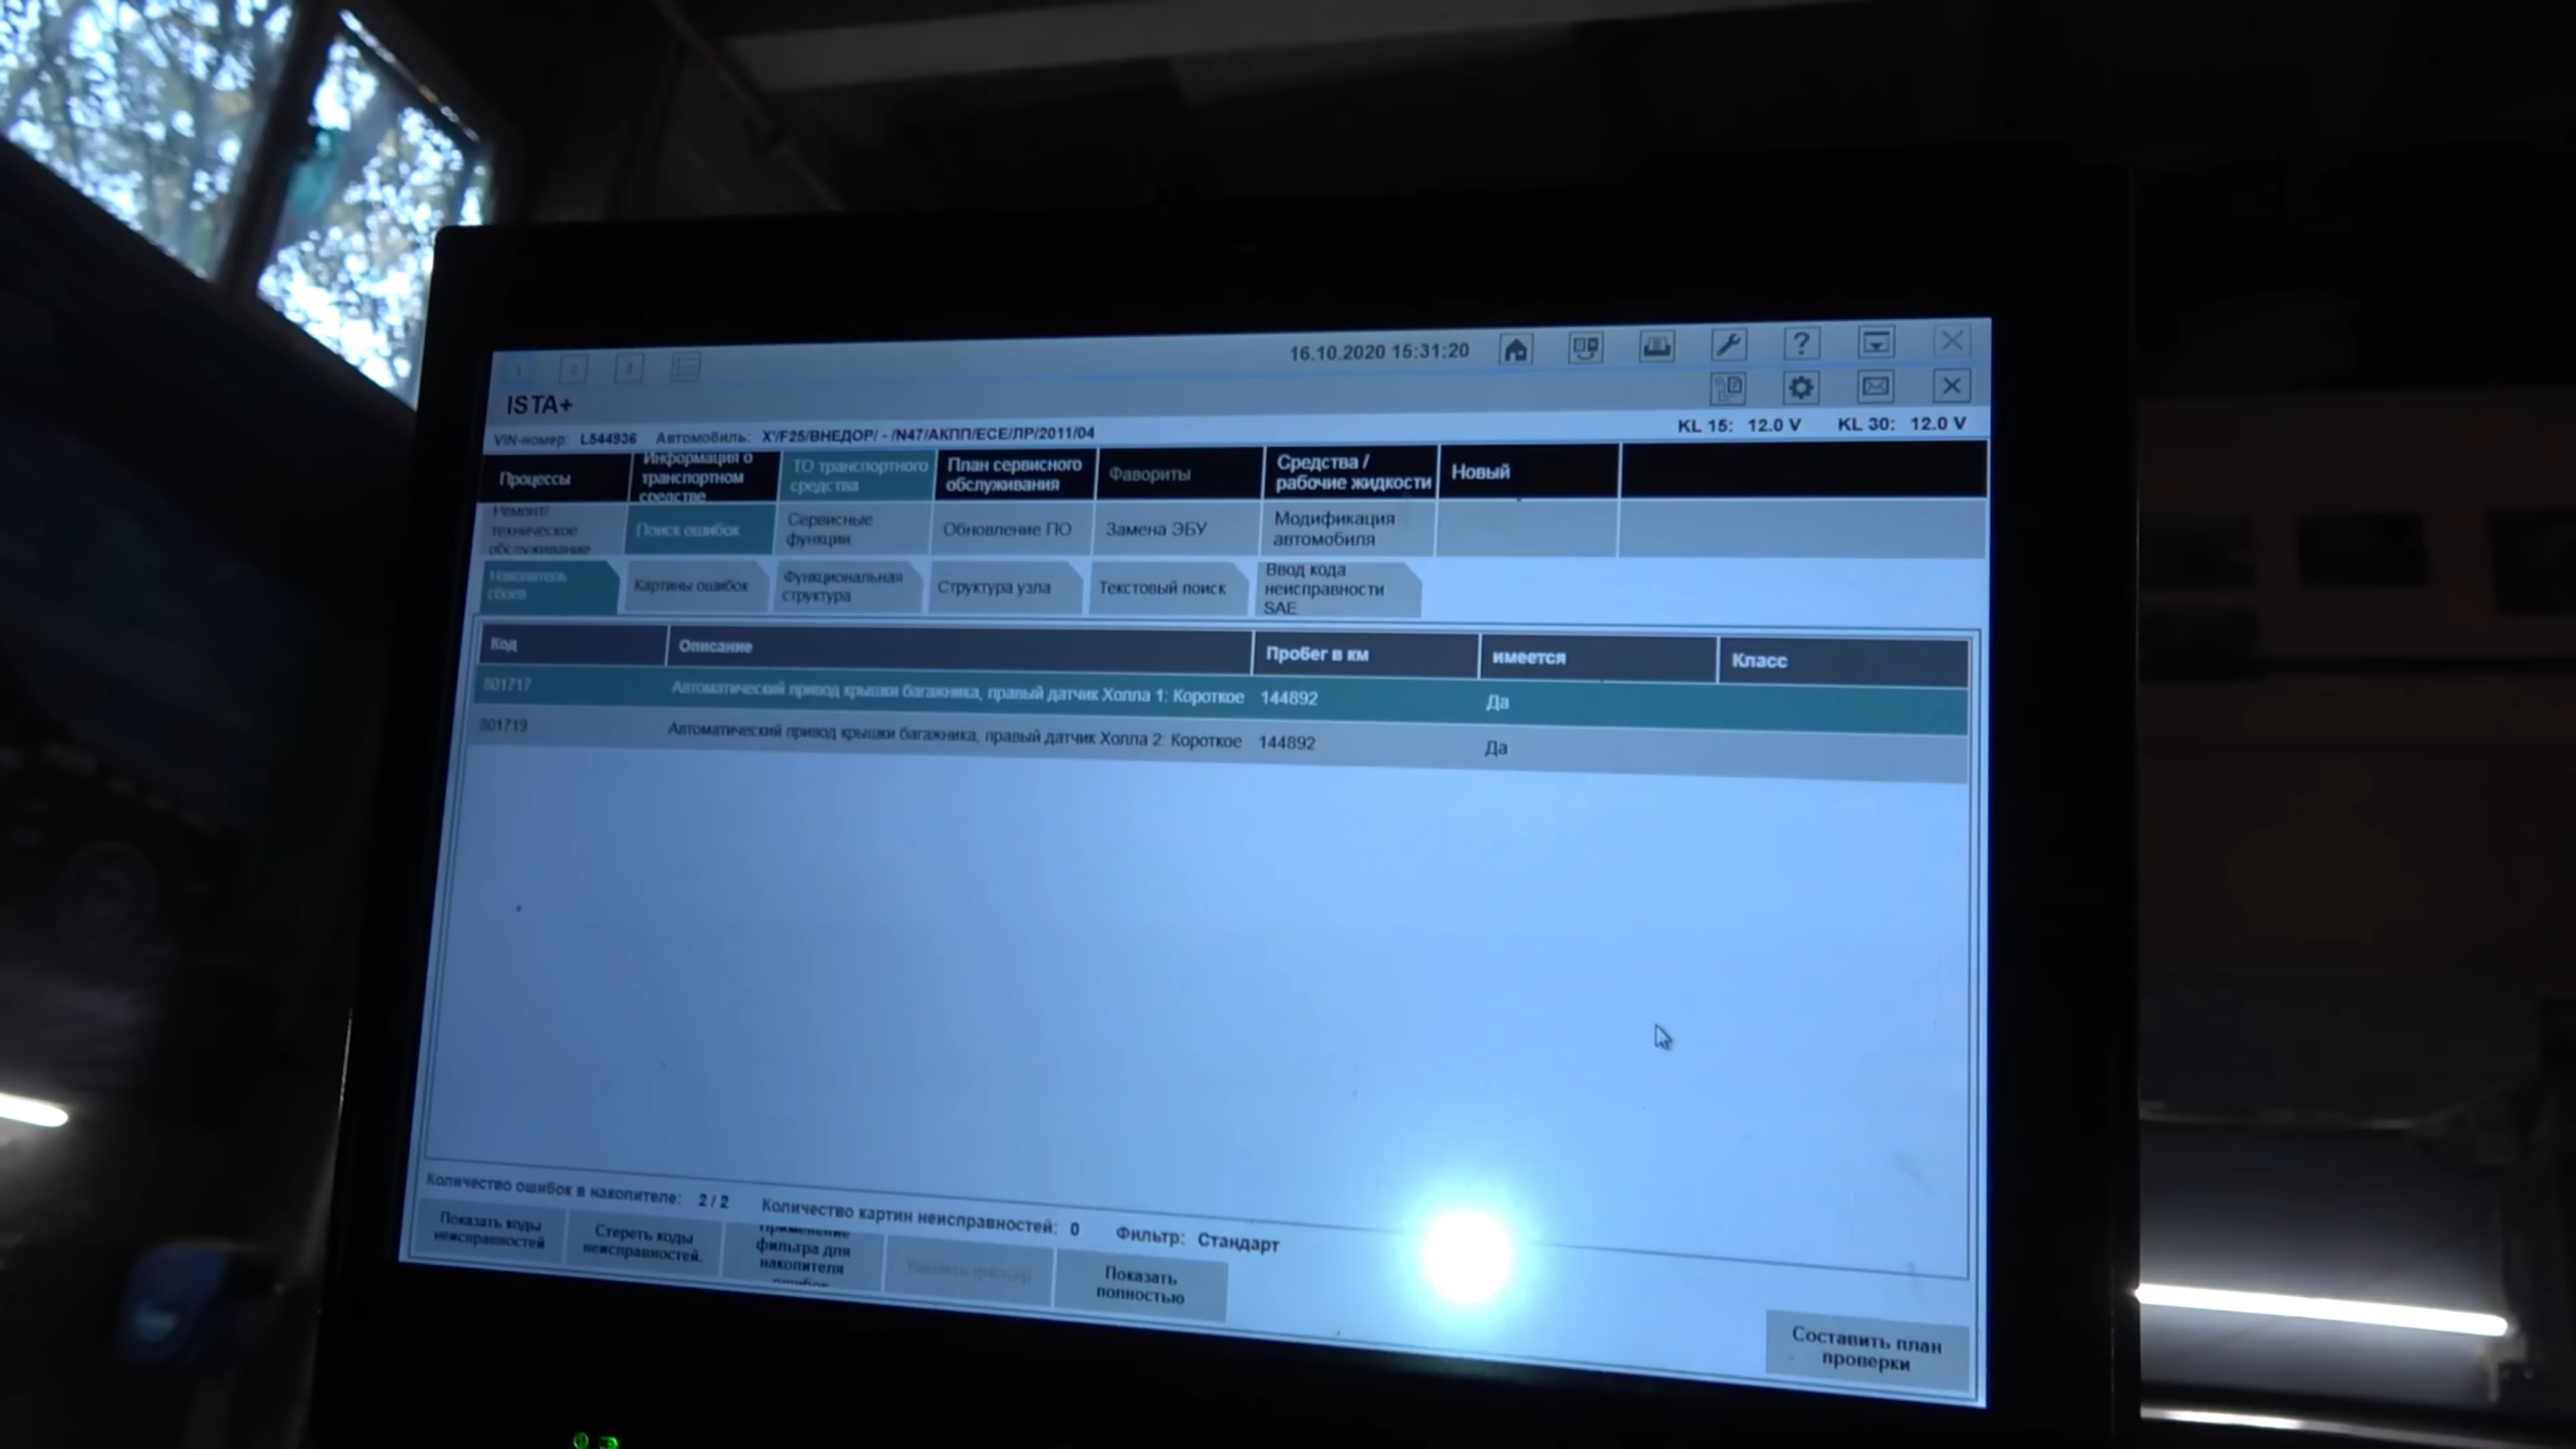 1 2 3
16.10.2020 15:31:20
ISTA+
VIN-номер: L544936 Автомобиль: X'/F25/ВНЕДОР/ - /N47/АКПП/ECE/ЛР/2011/04
KL 15: 12.0 V KL 30: 12.0 V
Процессы
Информация о
транспортном
средстве
ТО транспортного
средства
План сервисного
обслуживания
Фавориты
Средства /
рабочие жидкости
Новый
Ремонт/
техническое
обслуживание
Поиск ошибок
Сервисные
функции
Обновление ПО
Замена ЭБУ
Модификация
автомобиля
Накопитель
сбоев
Картины ошибок
Функциональная
структура
Структура узла
Текстовый поиск
Ввод кода
неисправности
SAE
Код Описание Пробег в км имеется Класс
801717 Автоматический привод крышки багажника, правый датчик Холла 1: Короткое 144892 Да
801719 Автоматический привод крышки багажника, правый датчик Холла 2: Короткое 144892 Да
Количество ошибок в накопителе: 2 / 2 Количество картин неисправностей: 0 Фильтр: Стандарт
Показать коды
неисправностей
Стереть коды
неисправностей.
Применение
фильтра для
накопителя
ошибок
фильтр
Показать
полностью
Составить план
проверки